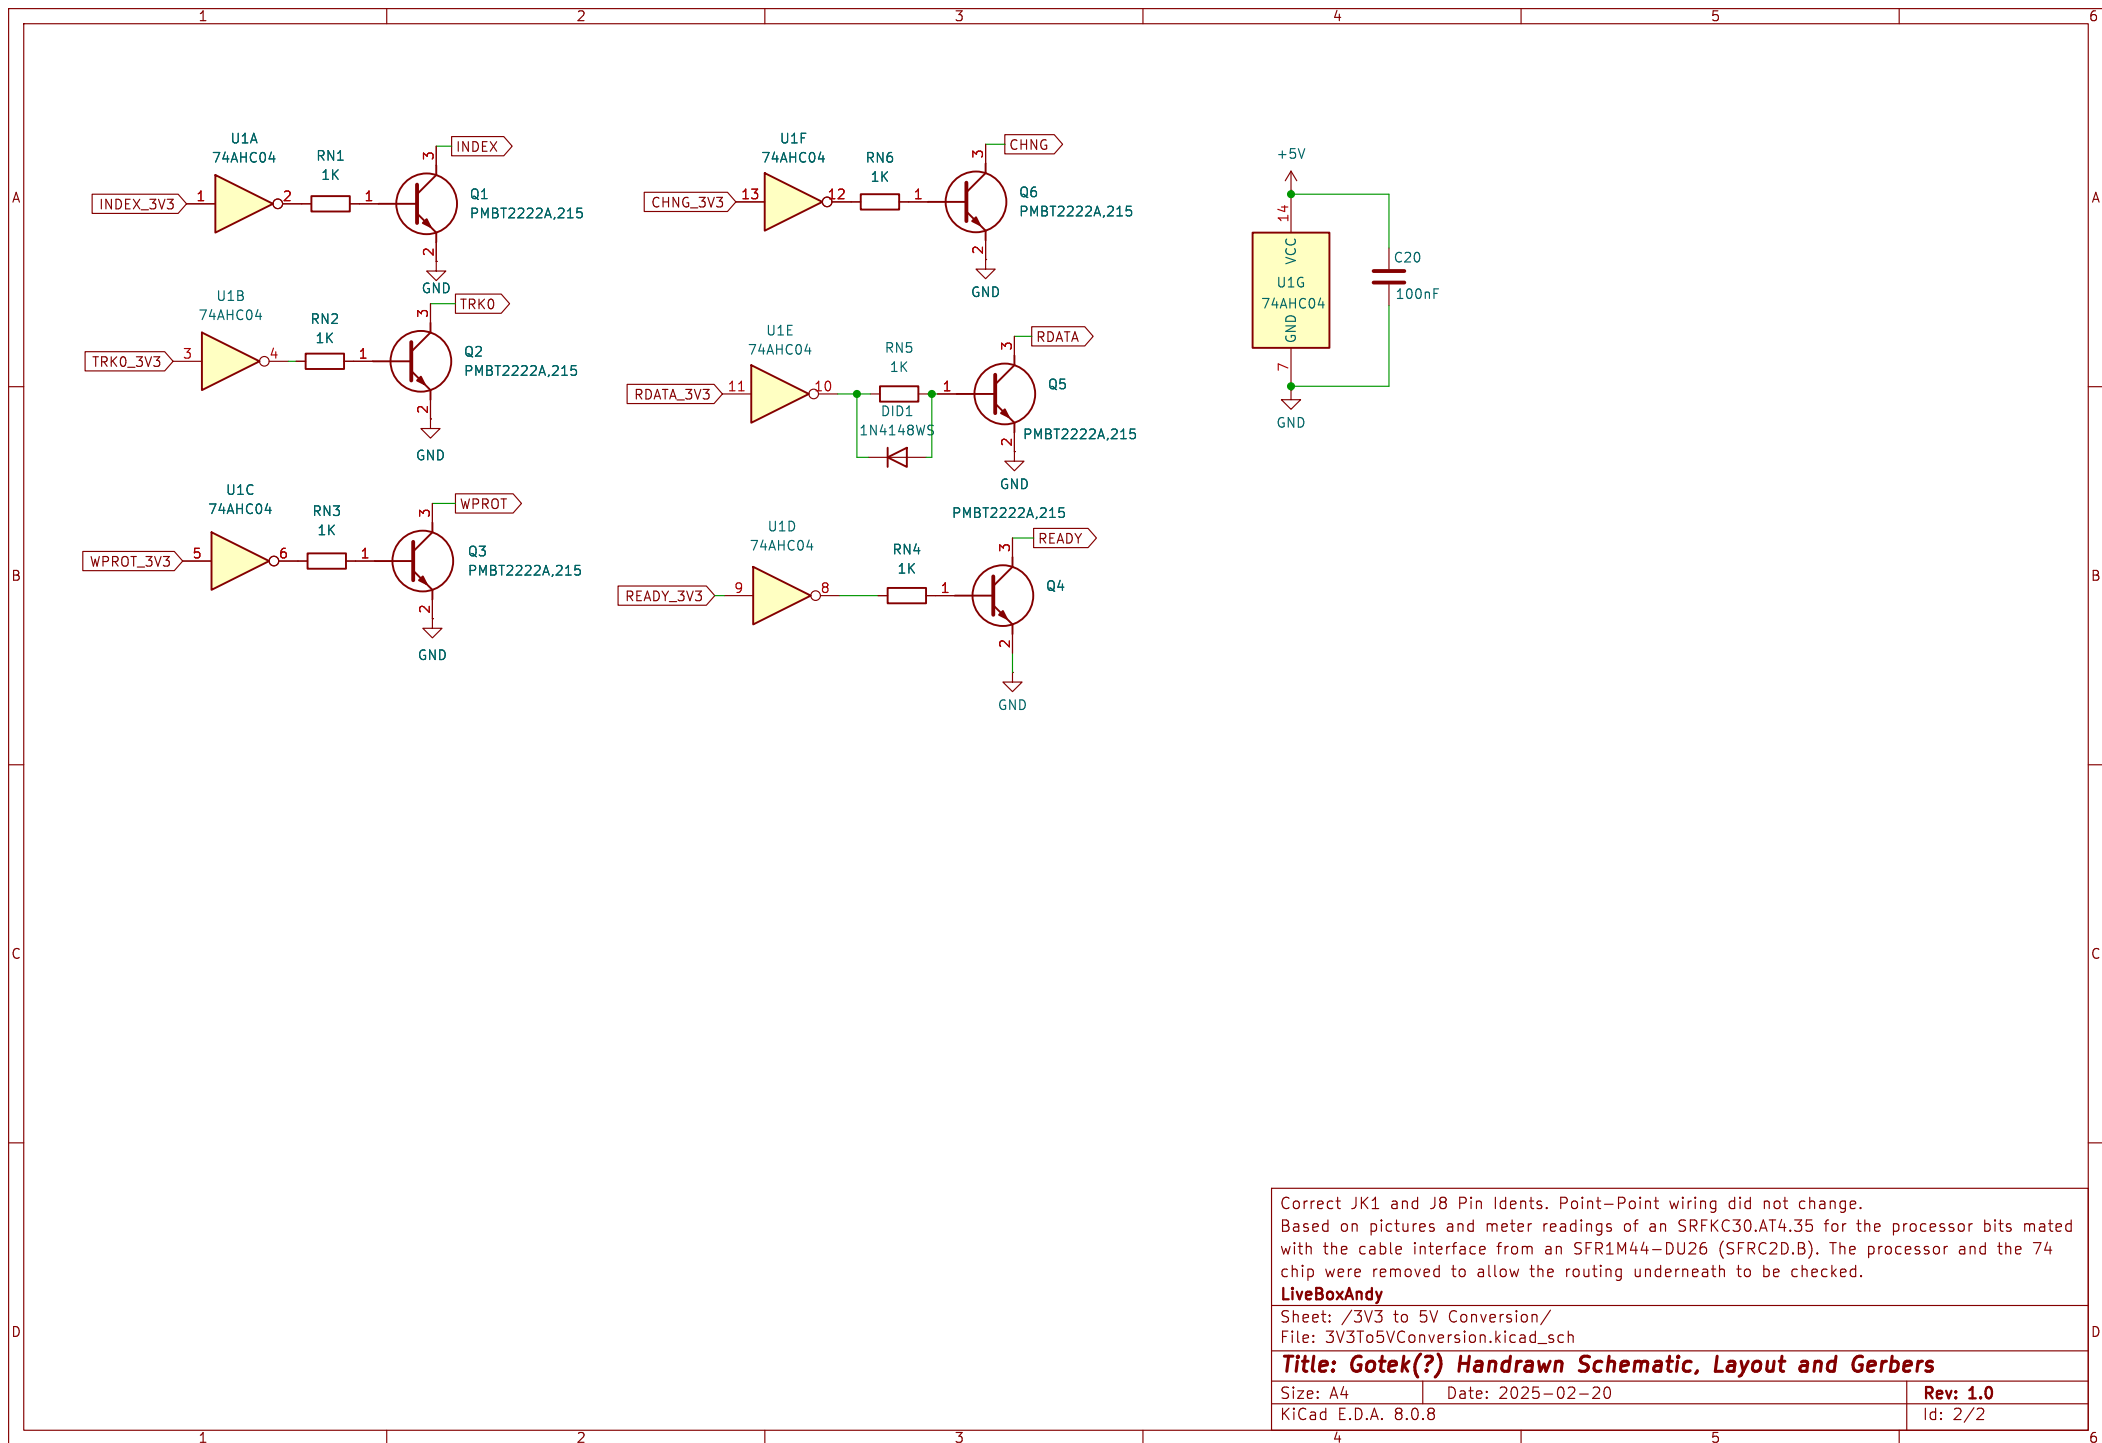 1 2 3 4 5 6
A
B
C
D
A
B
C
D
U1A
74AHC04
RN1
1K
INDEX_3V3
1
2
1
3
2
INDEX
Q1
PMBT2222A,215
GND
U1B
74AHC04
RN2
1K
TRK0_3V3
3
4
1
3
2
TRK0
Q2
PMBT2222A,215
GND
U1C
74AHC04
RN3
1K
WPROT_3V3
5
6
1
3
2
WPROT
Q3
PMBT2222A,215
GND
U1F
74AHC04
RN6
1K
CHNG_3V3
13
12
1
3
2
CHNG
Q6
PMBT2222A,215
GND
U1E
74AHC04
RN5
1K
RDATA_3V3
11
10
1
3
2
RDATA
DID1
1N4148WS
Q5
PMBT2222A,215
GND
PMBT2222A,215
U1D
74AHC04
RN4
1K
READY_3V3
9
8
1
3
2
READY
Q4
GND
+5V
14
VCC
U1G
74AHC04
GND
7
GND
C20
100nF
Correct JK1 and J8 Pin Idents. Point-Point wiring did not change.
Based on pictures and meter readings of an SRFKC30.AT4.35 for the processor bits mated
with the cable interface from an SFR1M44-DU26 (SFRC2D.B). The processor and the 74
chip were removed to allow the routing underneath to be checked.
LiveBoxAndy
Sheet: /3V3 to 5V Conversion/
File: 3V3To5VConversion.kicad_sch
Title: Gotek(?) Handrawn Schematic, Layout and Gerbers
Size: A4 Date: 2025-02-20 Rev: 1.0
KiCad E.D.A. 8.0.8 Id: 2/2
1 2 3 4 5 6